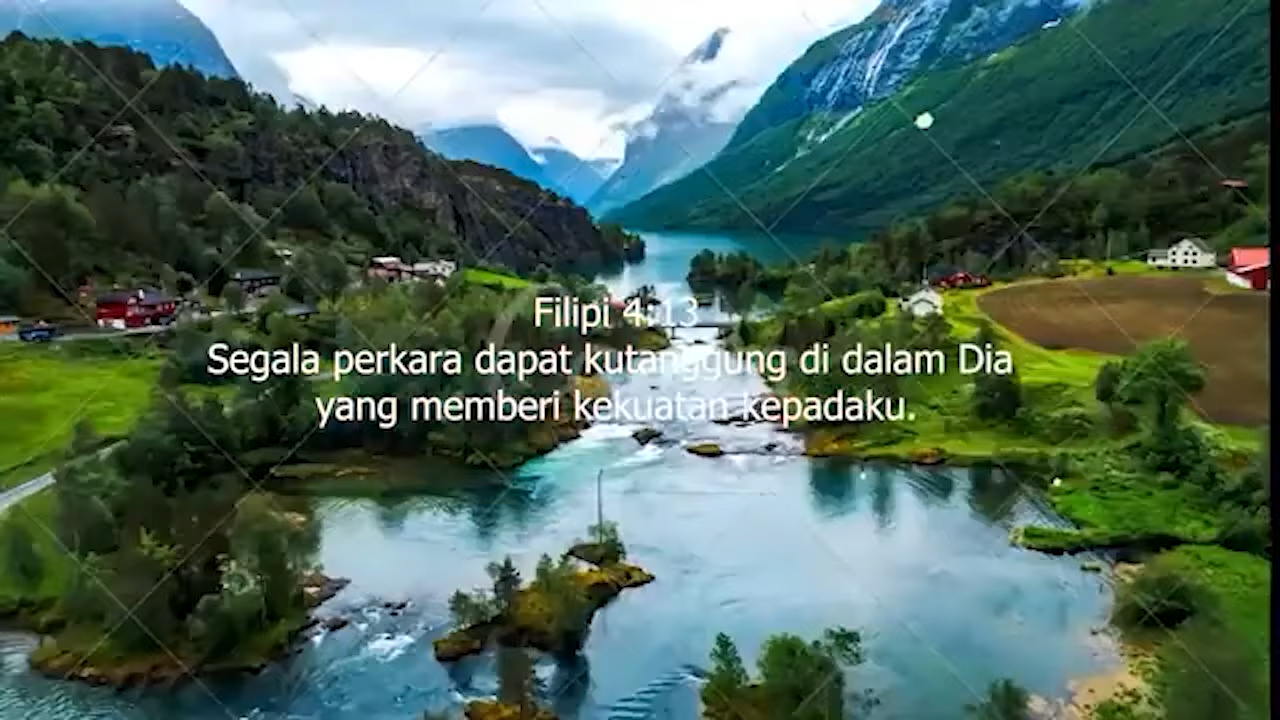 Filipi 4:13
Segala perkara dapat kutanggung di dalam Dia
yang memberi kekuatan kepadaku.